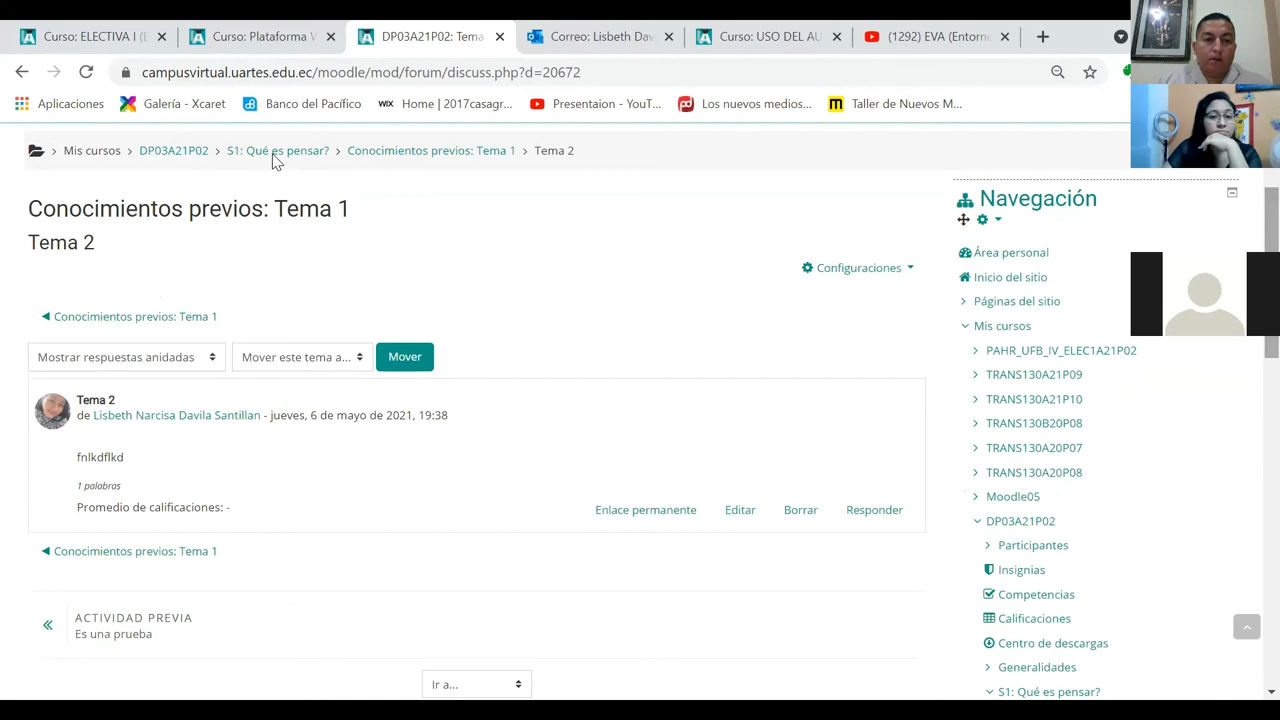 Curso: ELECTIVA I (E
Curso: Plataforma V
DP03A21P02: Tema
Correo: Lisbeth Dav
Curso: USO DEL AU
(1292) EVA (Entorn
campusvirtual.uartes.edu.ec/moodle/mod/forum/discuss.php?d=20672
Aplicaciones
Galería - Xcaret
Banco del Pacífico
WIX Home | 2017casagr...
Presentaion - YouT...
Los nuevos medios...
Taller de Nuevos M...
Mis cursos > DP03A21P02 > S1: Qué es pensar? > Conocimientos previos: Tema 1 > Tema 2
Conocimientos previos: Tema 1
Tema 2
Configuraciones
Conocimientos previos: Tema 1
Mostrar respuestas anidadas
Mover este tema a...
Mover
Tema 2
de Lisbeth Narcisa Davila Santillan - jueves, 6 de mayo de 2021, 19:38
fnlkdflkd
1 palabras
Promedio de calificaciones: -
Enlace permanente
Editar
Borrar
Responder
Conocimientos previos: Tema 1
ACTIVIDAD PREVIA
Es una prueba
Ir a...
Navegación
Área personal
Inicio del sitio
Páginas del sitio
Mis cursos
PAHR_UFB_IV_ELEC1A21P02
TRANS130A21P09
TRANS130A21P10
TRANS130B20P08
TRANS130A20P07
TRANS130A20P08
Moodle05
DP03A21P02
Participantes
Insignias
Competencias
Calificaciones
Centro de descargas
Generalidades
S1: Qué es pensar?